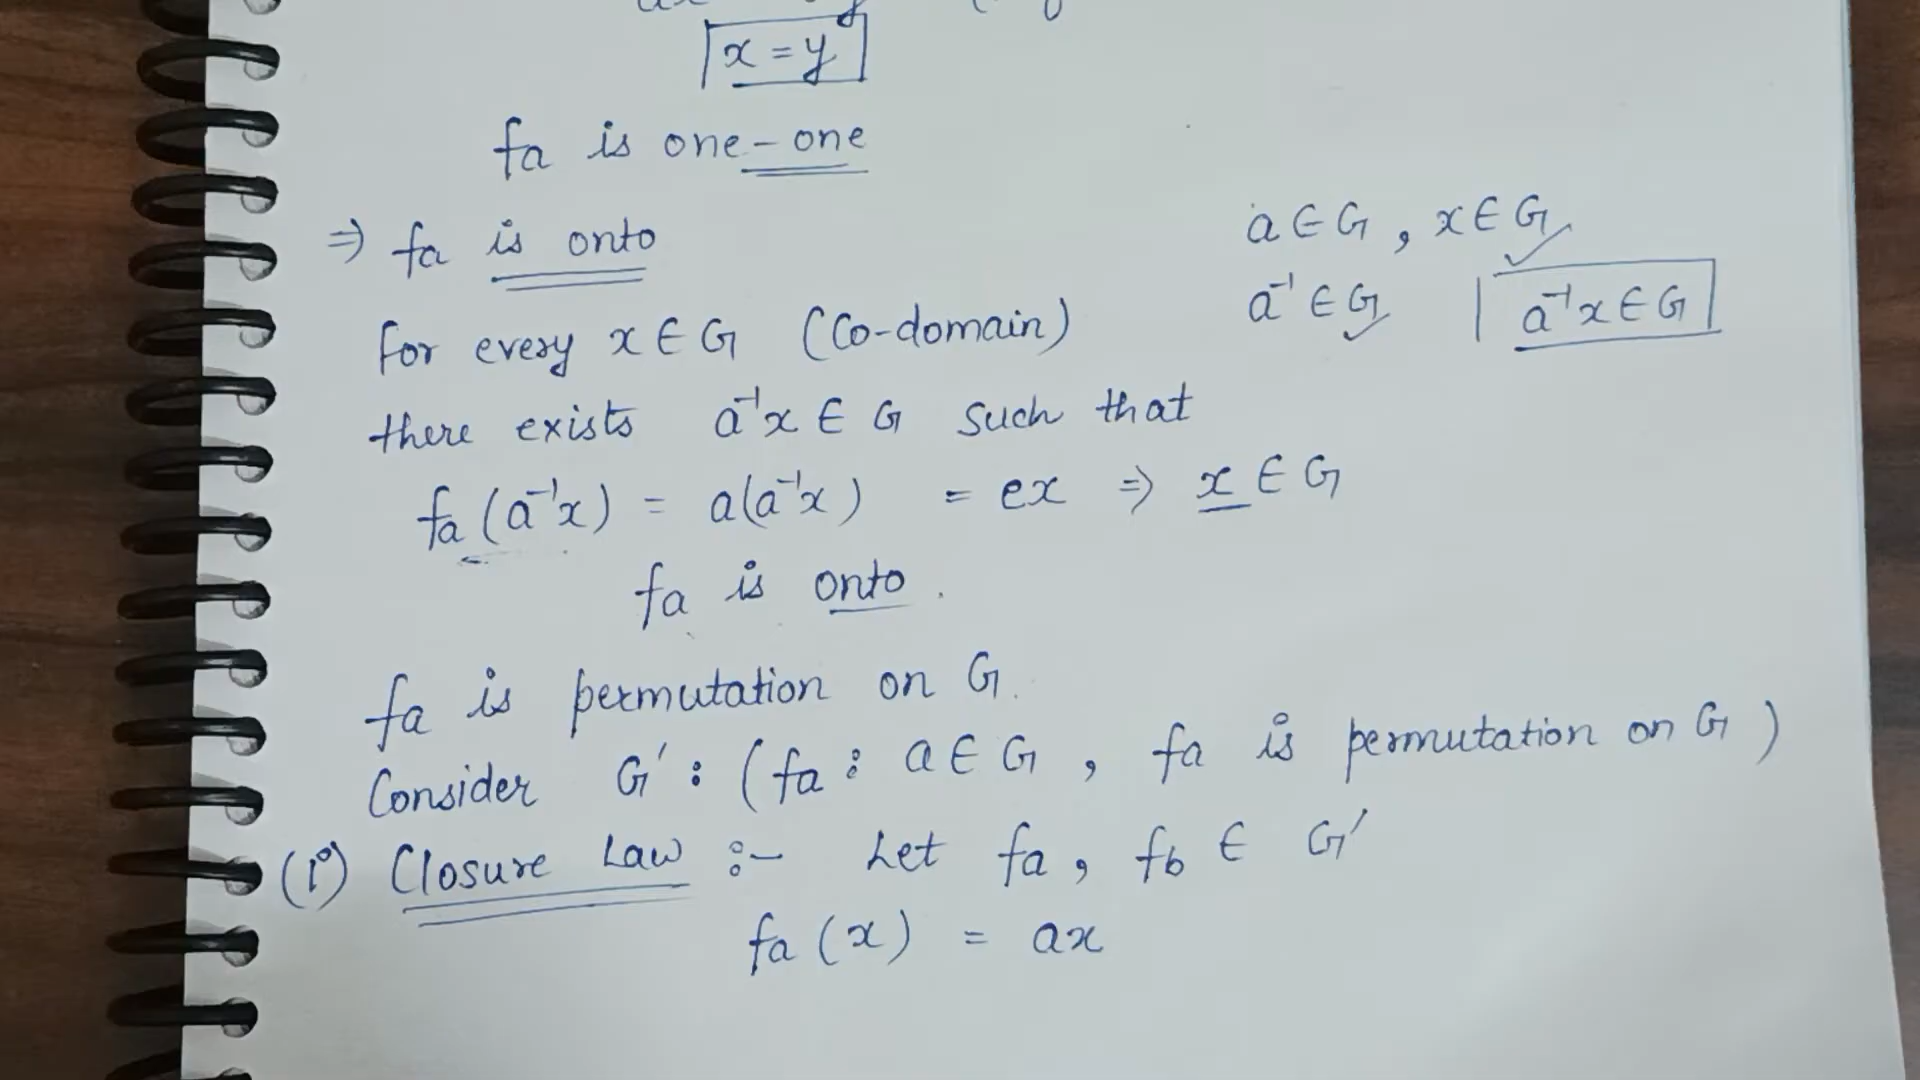 x = y
fa is one-one
⇒ fa is onto
a ∈ G , x ∈ G
a⁻¹ ∈ G
a⁻¹x ∈ G
For every x ∈ G (Co-domain)
there exists a⁻¹x ∈ G such that
fa (a⁻¹x) = a(a⁻¹x) = ex ⇒ x ∈ G
fa is onto .
fa is permutation on G.
Consider G' : (fa : a ∈ G , fa is permutation on G )
(i) Closure Law :- Let fa , fb ∈ G'
fa (x) = ax